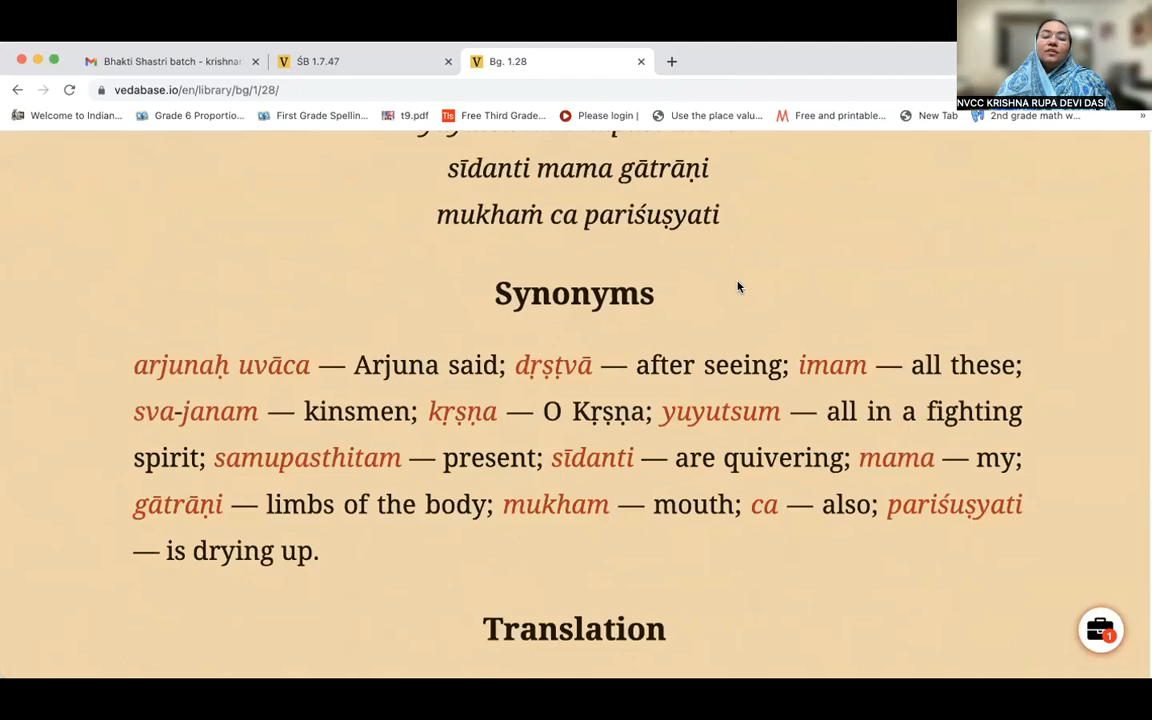 Bhakti Shastri batch - krishnar
ŚB 1.7.47
Bg. 1.28
vedabase.io/en/library/bg/1/28/
Welcome to Indian...
Grade 6 Proportio...
First Grade Spellin...
t9.pdf
Free Third Grade...
Please login |
Use the place valu...
Free and printable...
New Tab
2nd grade math w...
»
NVCC KRISHNA RUPA DEVI DASI
sīdanti mama gātrāṇi
mukhaṁ ca pariśuṣyati
Synonyms
arjunaḥ uvāca — Arjuna said; dṛṣṭvā — after seeing; imam — all these;
sva-janam — kinsmen; kṛṣṇa — O Kṛṣṇa; yuyutsum — all in a fighting
spirit; samupasthitam — present; sīdanti — are quivering; mama — my;
gātrāṇi — limbs of the body; mukham — mouth; ca — also; pariśuṣyati
— is drying up.
Translation
1